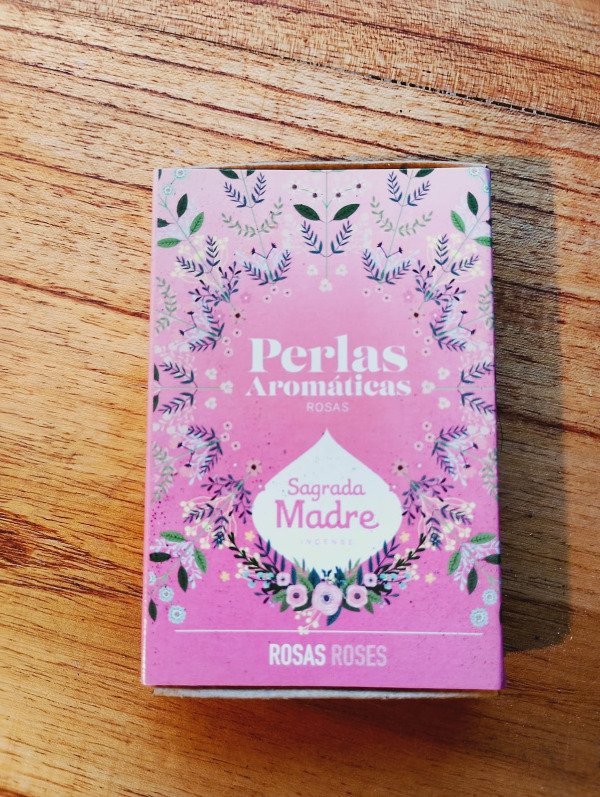 Perlas
Aromáticas
ROSAS
Sagrada
Madre
INCENSE
ROSAS ROSES